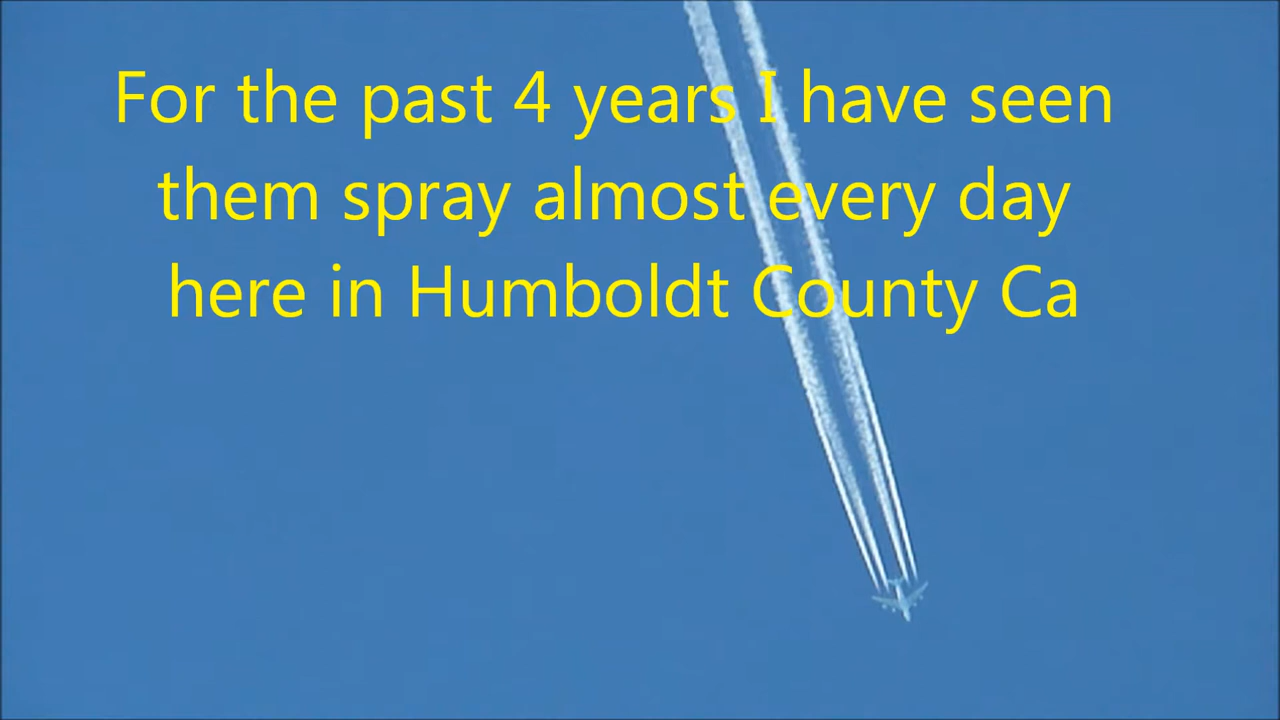 For the past 4 years I have seen
them spray almost every day
here in Humboldt County Ca